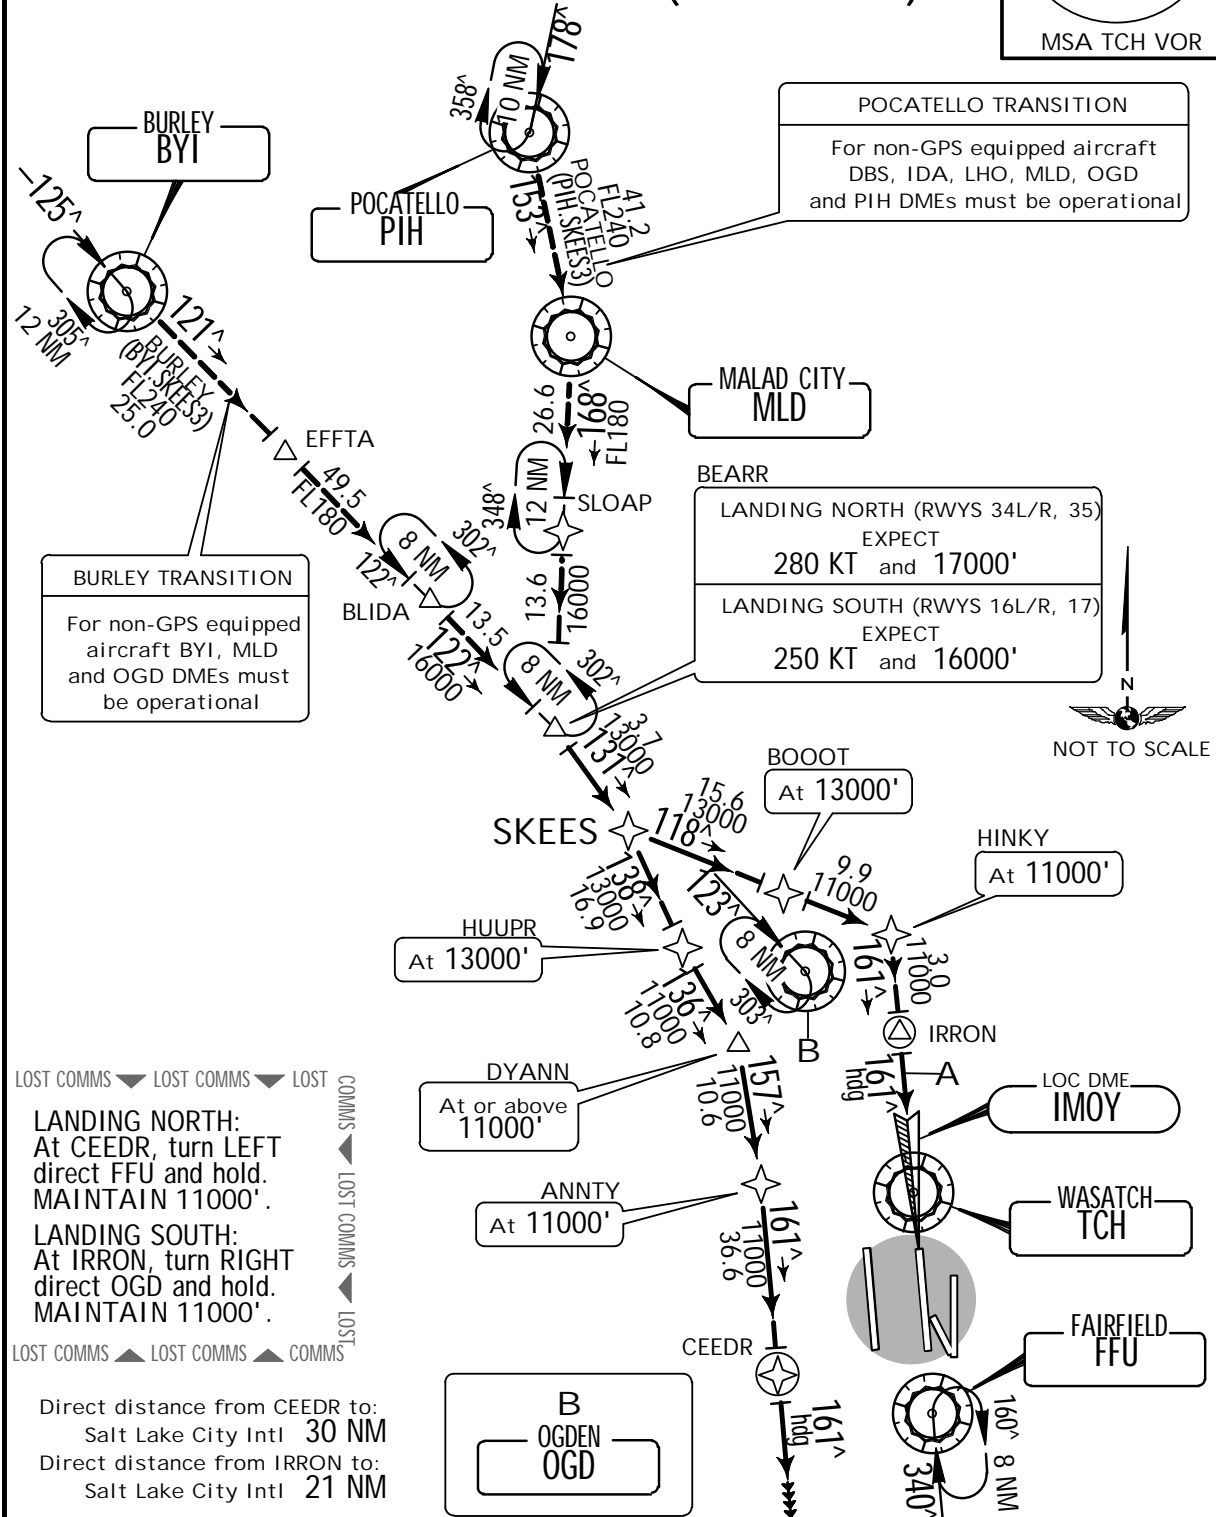 MSA TCH VOR
178^
358^
10 NM
POCATELLO TRANSITION
For non-GPS equipped aircraft
DBS, IDA, LHO, MLD, OGD
and PIH DMEs must be operational
BURLEY
BYI
POCATELLO
PIH
153^
41.2
FL240
POCATELLO
(PIH.SKEES3)
125^
305^
12 NM
121^
BURLEY
(BYI.SKEES3)
FL240
25.0
MALAD CITY
MLD
26.6
168^
FL180
EFFTA
49.5
FL180
122^
8 NM
302^
348^
12 NM
SLOAP
13.6
16000
BEARR
LANDING NORTH (RWYS 34L/R, 35)
EXPECT
280 KT and 17000'
LANDING SOUTH (RWYS 16L/R, 17)
EXPECT
250 KT and 16000'
BURLEY TRANSITION
For non-GPS equipped
aircraft BYI, MLD
and OGD DMEs must
be operational
BLIDA
13.5
122^
16000
8 NM
302^
3.7
13000
131^
N
NOT TO SCALE
BOOOT
At 13000'
SKEES
15.6
13000
118^
HINKY
At 11000'
9.9
11000
138^
13000
16.9
123^
8 NM
303^
B
HUUPR
At 13000'
136^
11000
10.8
161^
3.0
11000
IRRON
161^
hdg
A
LOC DME
IMOY
DYANN
At or above
11000'
157^
11000
10.6
ANNTY
At 11000'
WASATCH
TCH
161^
11000
36.6
LOST COMMS LOST COMMS LOST
COMMS LOST COMMS LOST
LOST COMMS LOST COMMS COMMS
LANDING NORTH:
At CEEDR, turn LEFT
direct FFU and hold.
MAINTAIN 11000'.
LANDING SOUTH:
At IRRON, turn RIGHT
direct OGD and hold.
MAINTAIN 11000'.
CEEDR
161^
hdg
FAIRFIELD
FFU
160^
8 NM
340^
B
OGDEN
OGD
Direct distance from CEEDR to:
Salt Lake City Intl 30 NM
Direct distance from IRRON to:
Salt Lake City Intl 21 NM